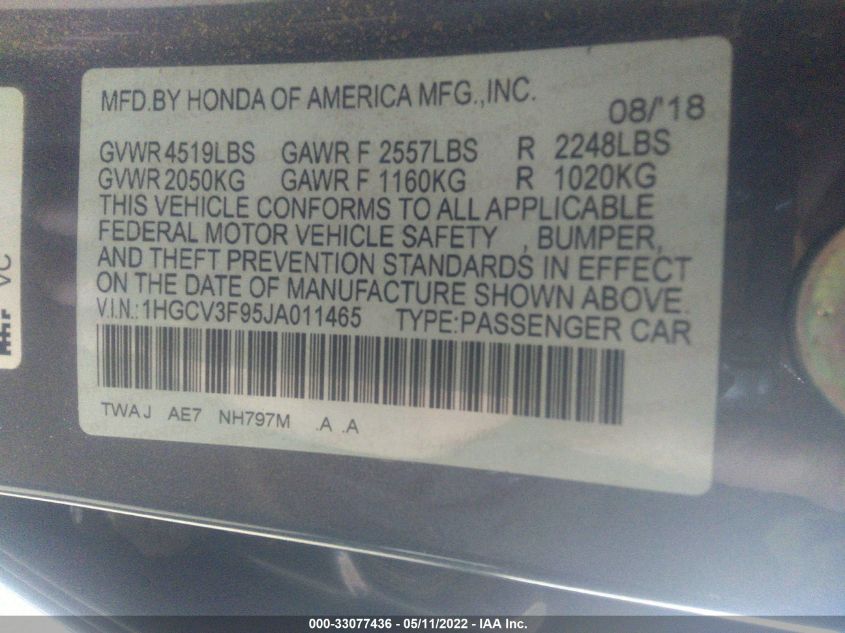 MFD.BY HONDA OF AMERICA MFG.,INC. 08/'18
GVWR 4519LBS GAWR F 2557LBS R 2248LBS
GVWR 2050KG GAWR F 1160KG R 1020KG
THIS VEHICLE CONFORMS TO ALL APPLICABLE
FEDERAL MOTOR VEHICLE SAFETY , BUMPER,
AND THEFT PREVENTION STANDARDS IN EFFECT
ON THE DATE OF MANUFACTURE SHOWN ABOVE.
V.I.N.:1HGCV3F95JA011465 TYPE:PASSENGER CAR
TWAJ AE7 NH797M .A .A
VC
000-33077436 - 05/11/2022 - IAA Inc.